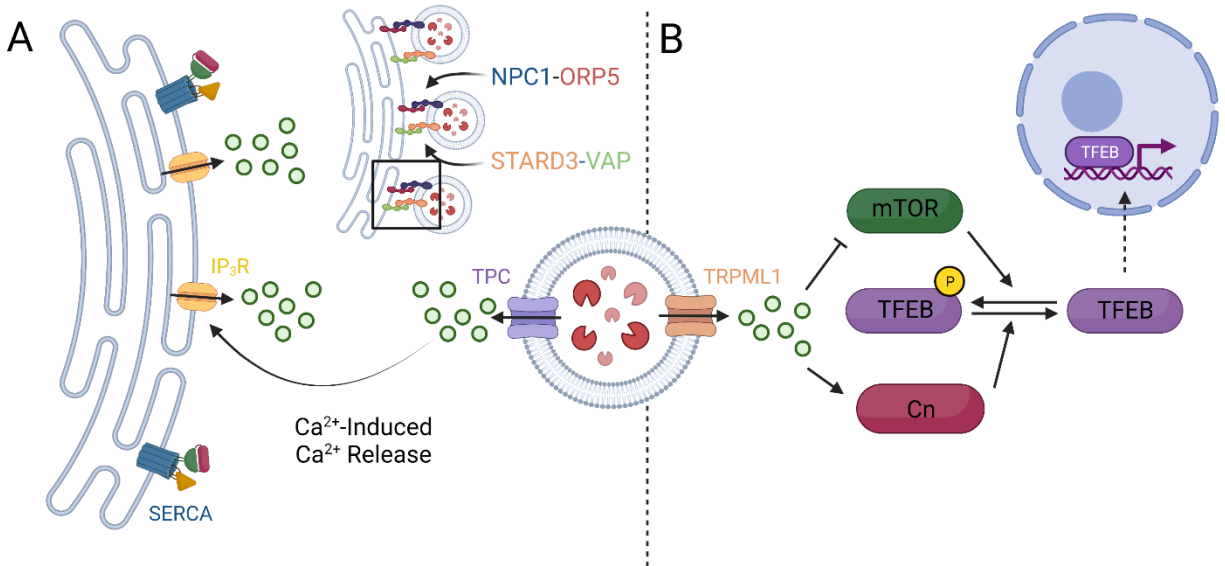 A
NPC1-ORP5
STARD3-VAP
IP₃R
TPC
Ca²⁺-Induced
Ca²⁺ Release
SERCA
B
TFEB
mTOR
TRPML1
P
TFEB
TFEB
Cn